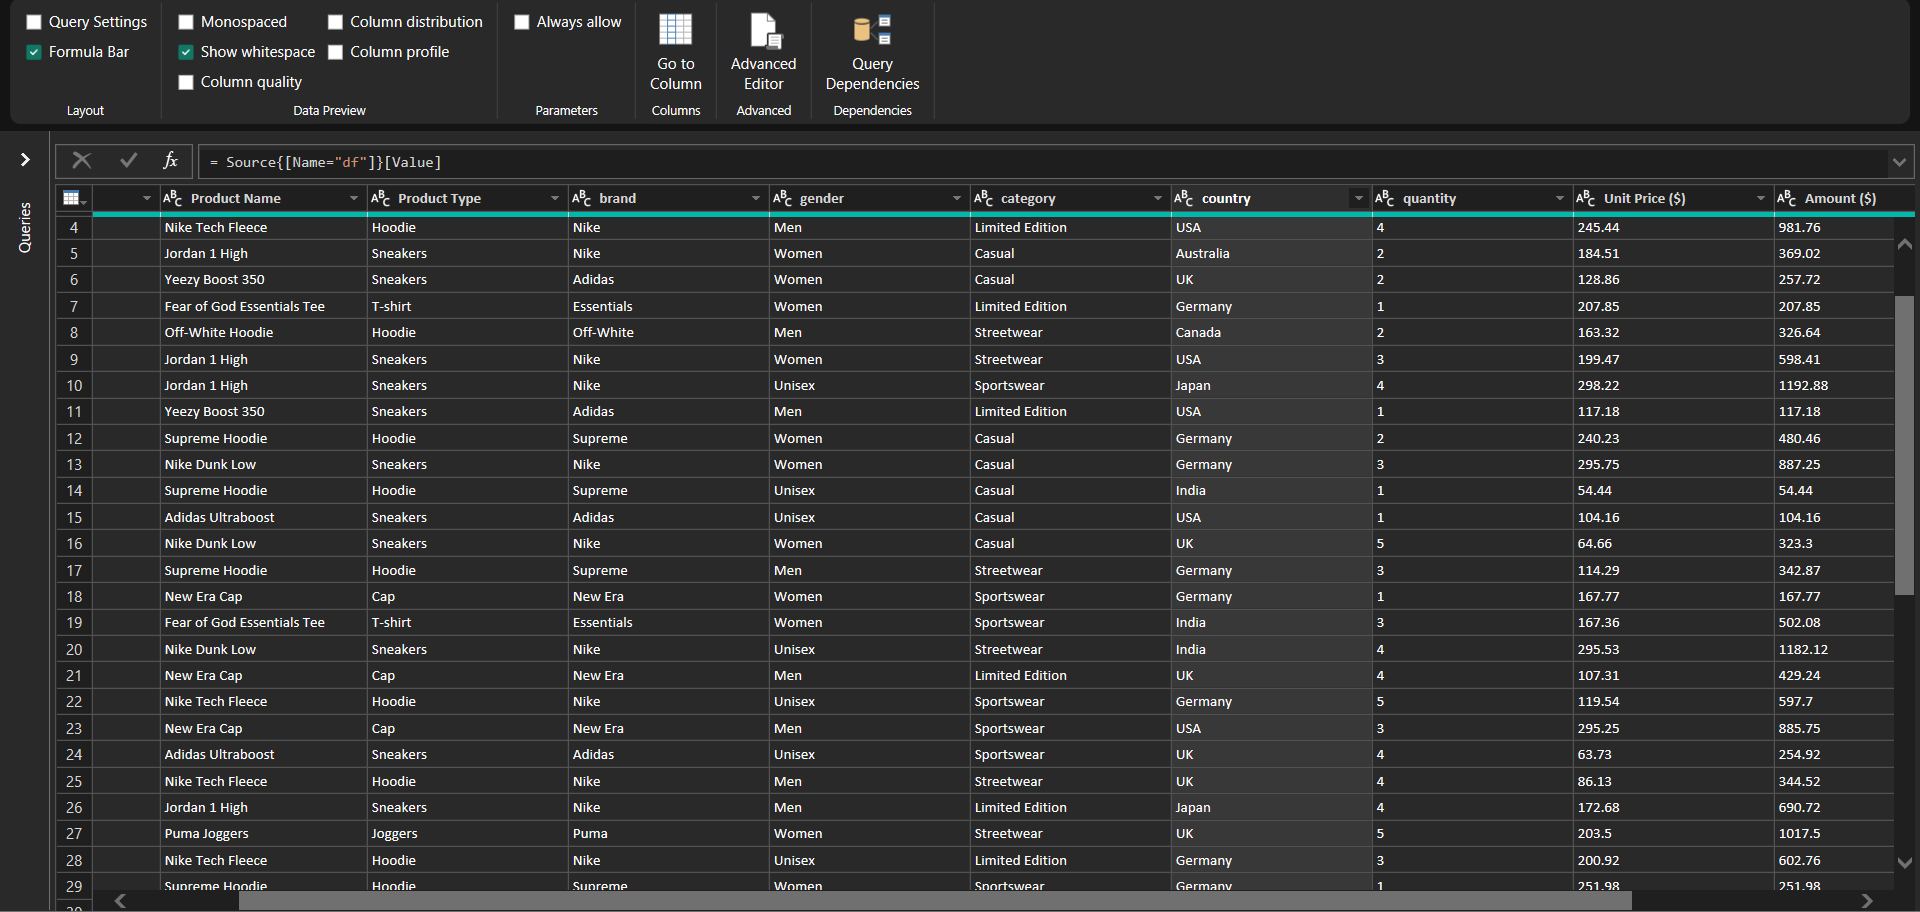 Query Settings Monospaced Column distribution Always allow
Formula Bar Show whitespace Column profile
Column quality
Go to Column
Advanced Editor
Query Dependencies
Layout Data Preview Parameters Columns Advanced Dependencies
fx = Source{[Name="df"]}[Value]
Queries
ABC Product Name ABC Product Type ABC brand ABC gender ABC category ABC country ABC quantity ABC Unit Price ($) ABC Amount ($)
4 Nike Tech Fleece Hoodie Nike Men Limited Edition USA 4 245.44 981.76
5 Jordan 1 High Sneakers Nike Women Casual Australia 2 184.51 369.02
6 Yeezy Boost 350 Sneakers Adidas Women Casual UK 2 128.86 257.72
7 Fear of God Essentials Tee T-shirt Essentials Women Limited Edition Germany 1 207.85 207.85
8 Off-White Hoodie Hoodie Off-White Men Streetwear Canada 2 163.32 326.64
9 Jordan 1 High Sneakers Nike Women Streetwear USA 3 199.47 598.41
10 Jordan 1 High Sneakers Nike Unisex Sportswear Japan 4 298.22 1192.88
11 Yeezy Boost 350 Sneakers Adidas Men Limited Edition USA 1 117.18 117.18
12 Supreme Hoodie Hoodie Supreme Women Casual Germany 2 240.23 480.46
13 Nike Dunk Low Sneakers Nike Women Casual Germany 3 295.75 887.25
14 Supreme Hoodie Hoodie Supreme Unisex Casual India 1 54.44 54.44
15 Adidas Ultraboost Sneakers Adidas Unisex Casual USA 1 104.16 104.16
16 Nike Dunk Low Sneakers Nike Women Casual UK 5 64.66 323.3
17 Supreme Hoodie Hoodie Supreme Men Streetwear Germany 3 114.29 342.87
18 New Era Cap Cap New Era Women Sportswear Germany 1 167.77 167.77
19 Fear of God Essentials Tee T-shirt Essentials Women Sportswear India 3 167.36 502.08
20 Nike Dunk Low Sneakers Nike Unisex Streetwear India 4 295.53 1182.12
21 New Era Cap Cap New Era Men Limited Edition UK 4 107.31 429.24
22 Nike Tech Fleece Hoodie Nike Unisex Sportswear Germany 5 119.54 597.7
23 New Era Cap Cap New Era Men Sportswear USA 3 295.25 885.75
24 Adidas Ultraboost Sneakers Adidas Unisex Sportswear UK 4 63.73 254.92
25 Nike Tech Fleece Hoodie Nike Men Streetwear UK 4 86.13 344.52
26 Jordan 1 High Sneakers Nike Men Limited Edition Japan 4 172.68 690.72
27 Puma Joggers Joggers Puma Women Streetwear UK 5 203.5 1017.5
28 Nike Tech Fleece Hoodie Nike Unisex Limited Edition Germany 3 200.92 602.76
29 Supreme Hoodie Hoodie Supreme Women Sportswear Germany 1 251.98 251.98